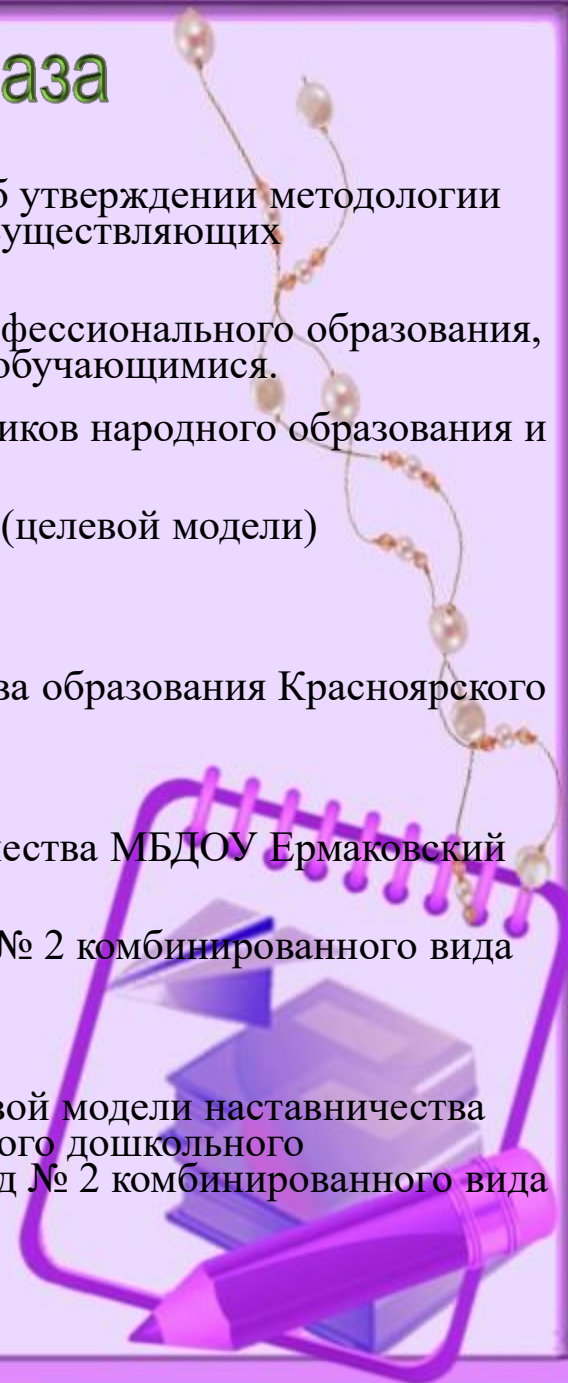 аза
б утверждении методологии
существляющих
фессионального образования,
обучающимися.
иков народного образования и
(целевой модели)
ва образования Красноярского
чества МБДОУ Ермаковский
№ 2 комбинированного вида
вой модели наставничества
ого дошкольного
д № 2 комбинированного вида